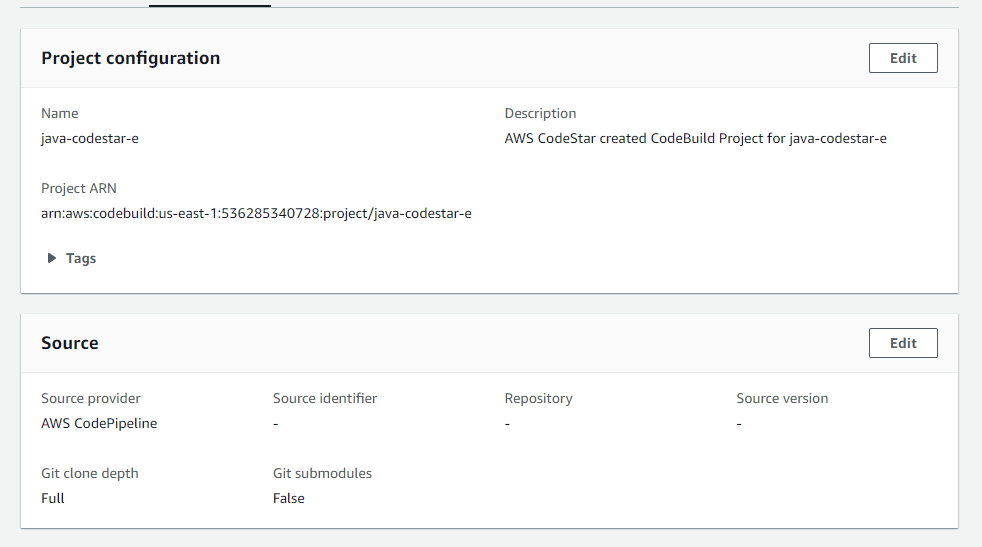 Project configuration
Edit
Name
Description
java-codestar-e
AWS CodeStar created CodeBuild Project for java-codestar-e
Project ARN
arn:aws:codebuild:us-east-1:536285340728:project/java-codestar-e
Tags
Source
Edit
Source provider
Source identifier
Repository
Source version
AWS CodePipeline
-
-
-
Git clone depth
Git submodules
Full
False